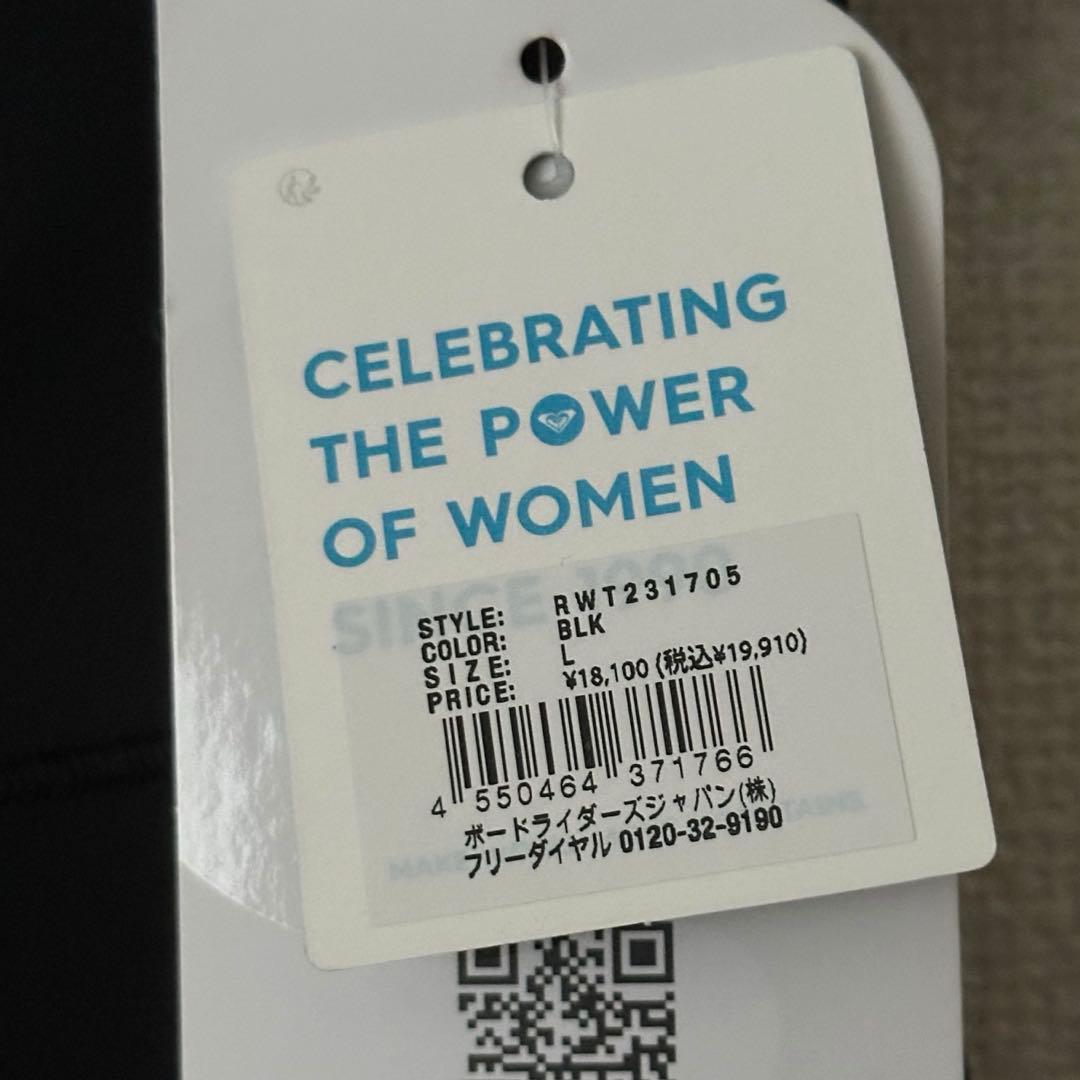 CELEBRATING
THE POWER
OF WOMEN
SINCE 1990
STYLE: RWT231705
COLOR: BLK
SIZE: L
PRICE: ¥18,100 (税込¥19,910)
4 550464 371766
ボードライダーズジャパン(株)
フリーダイヤル 0120-32-9190